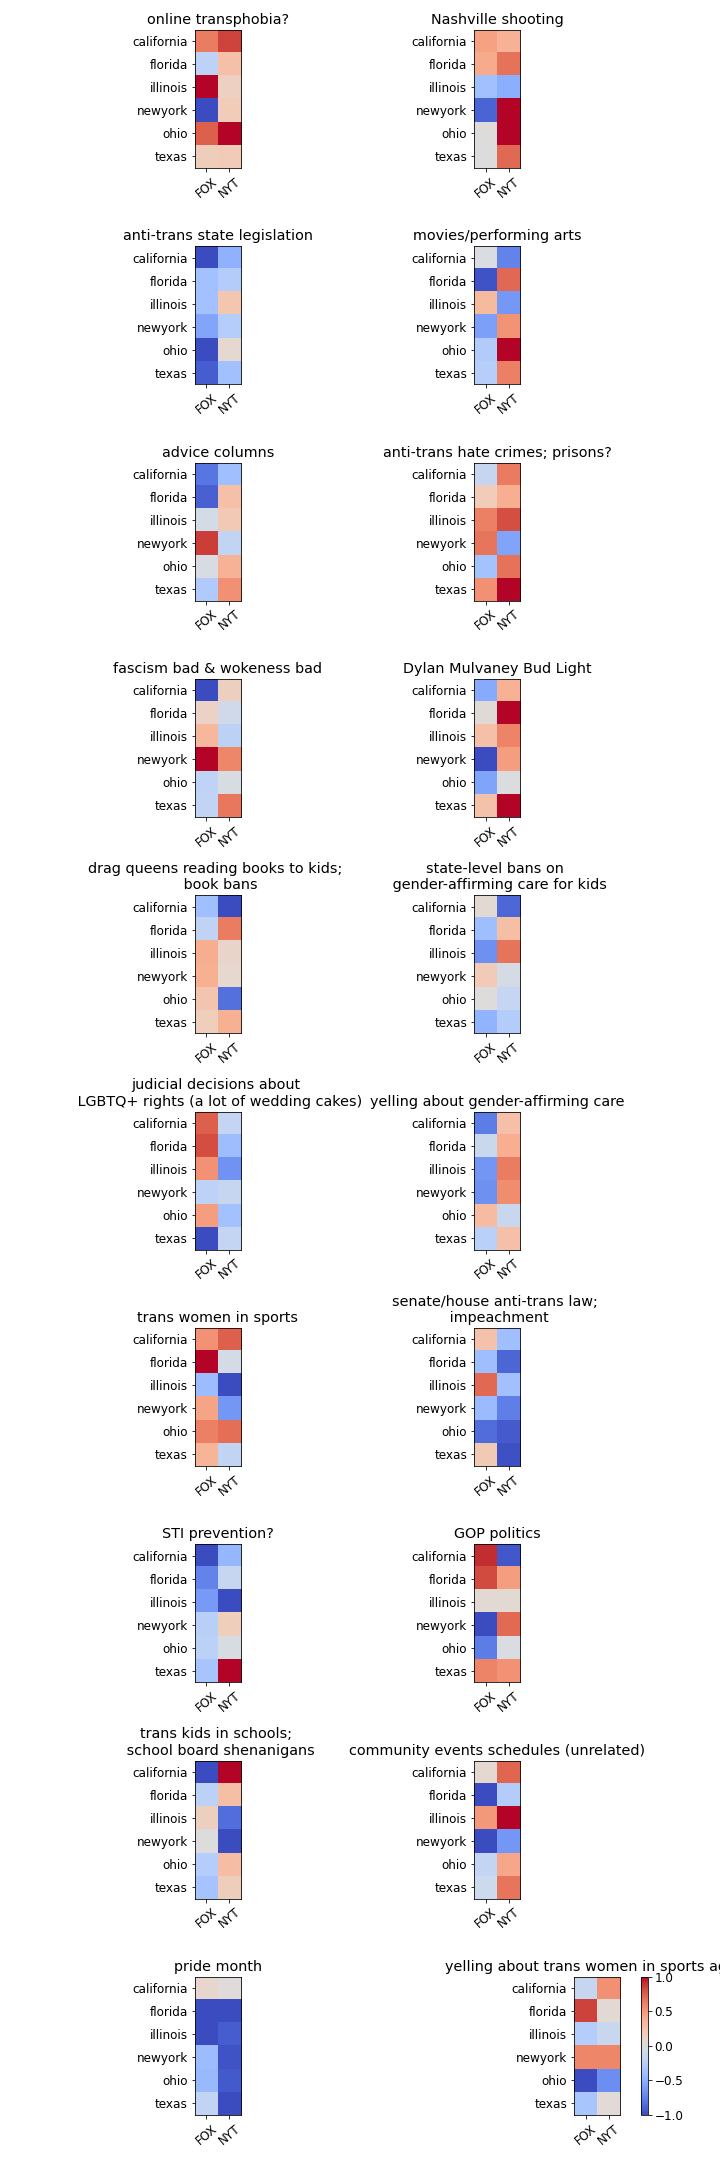 online transphobia?
california
florida
illinois
newyork
ohio
texas
FOX NYT
Nashville shooting
california
florida
illinois
newyork
ohio
texas
FOX NYT
anti-trans state legislation
california
florida
illinois
newyork
ohio
texas
FOX NYT
movies/performing arts
california
florida
illinois
newyork
ohio
texas
FOX NYT
advice columns
california
florida
illinois
newyork
ohio
texas
FOX NYT
anti-trans hate crimes; prisons?
california
florida
illinois
newyork
ohio
texas
FOX NYT
fascism bad & wokeness bad
california
florida
illinois
newyork
ohio
texas
FOX NYT
Dylan Mulvaney Bud Light
california
florida
illinois
newyork
ohio
texas
FOX NYT
drag queens reading books to kids;
book bans
california
florida
illinois
newyork
ohio
texas
FOX NYT
state-level bans on
gender-affirming care for kids
california
florida
illinois
newyork
ohio
texas
FOX NYT
judicial decisions about
LGBTQ+ rights (a lot of wedding cakes)
california
florida
illinois
newyork
ohio
texas
FOX NYT
yelling about gender-affirming care
california
florida
illinois
newyork
ohio
texas
FOX NYT
trans women in sports
california
florida
illinois
newyork
ohio
texas
FOX NYT
senate/house anti-trans law;
impeachment
california
florida
illinois
newyork
ohio
texas
FOX NYT
STI prevention?
california
florida
illinois
newyork
ohio
texas
FOX NYT
GOP politics
california
florida
illinois
newyork
ohio
texas
FOX NYT
trans kids in schools;
school board shenanigans
california
florida
illinois
newyork
ohio
texas
FOX NYT
community events schedules (unrelated)
california
florida
illinois
newyork
ohio
texas
FOX NYT
pride month
california
florida
illinois
newyork
ohio
texas
FOX NYT
yelling about trans women in sports
california
florida
illinois
newyork
ohio
texas
FOX NYT
1.0
0.5
0.0
−0.5
−1.0